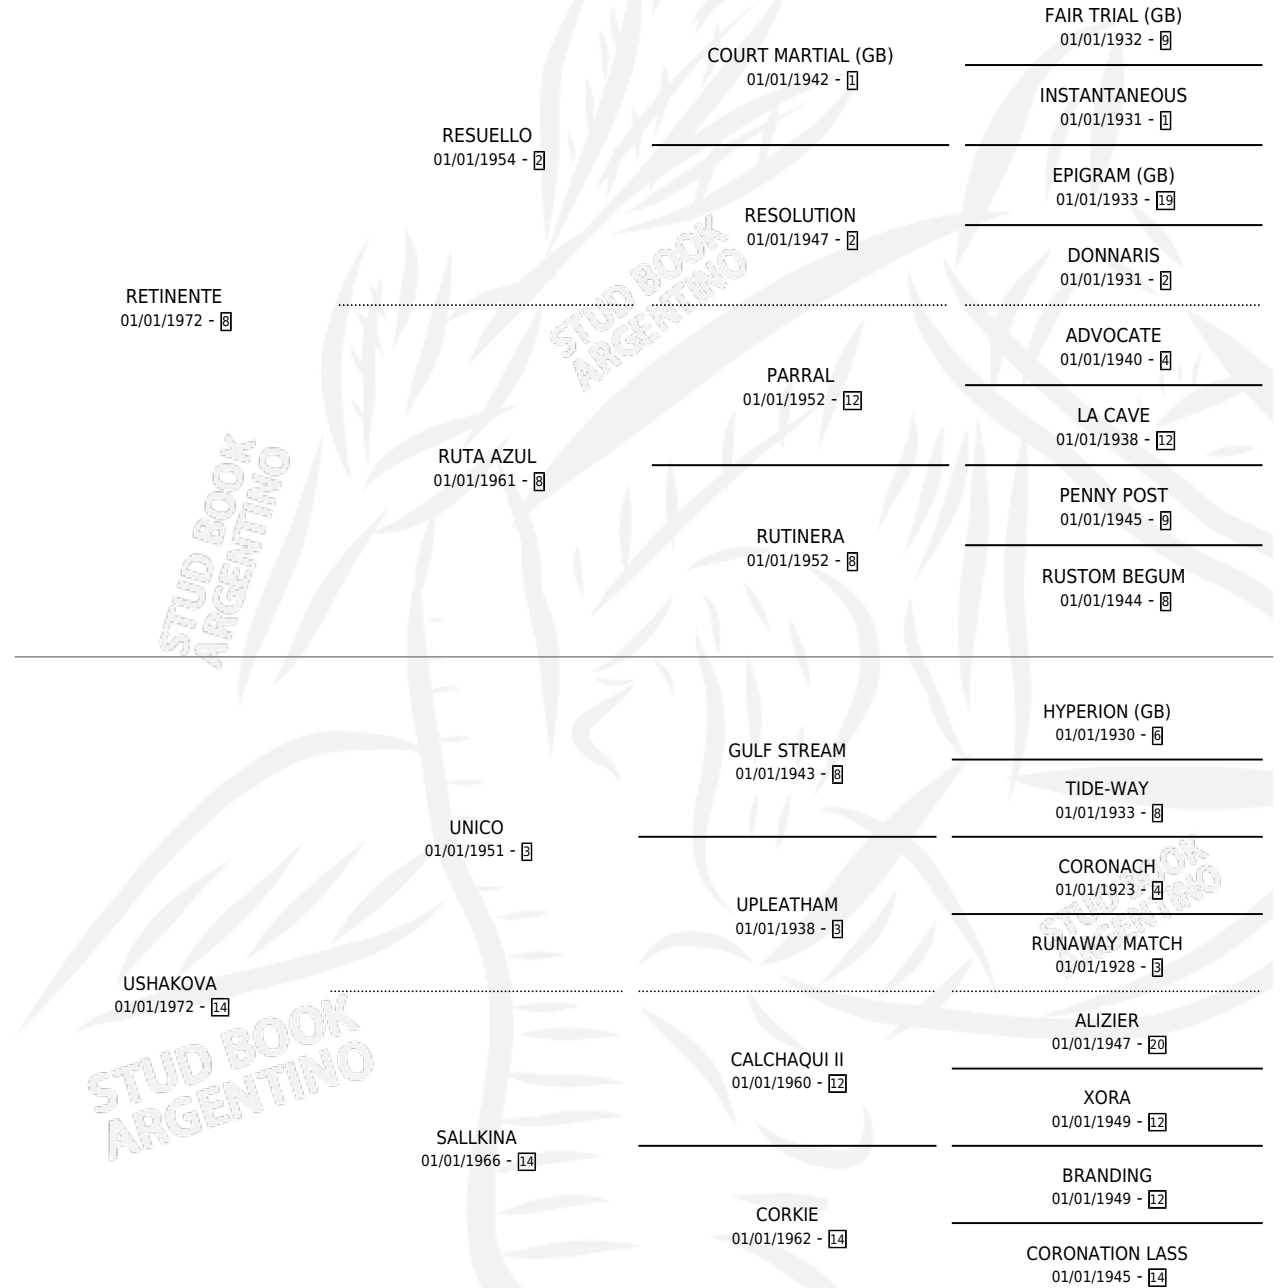 FAIR TRIAL (GB)
01/01/1932 - 9
COURT MARTIAL (GB)
01/01/1942 - 1
INSTANTANEOUS
01/01/1931 - 1
RESUELLO
01/01/1954 - 2
EPIGRAM (GB)
01/01/1933 - 19
RESOLUTION
01/01/1947 - 2
DONNARIS
01/01/1931 - 2
RETINENTE
01/01/1972 - 8
STUD BOOK
ARGENTINO
ADVOCATE
01/01/1940 - 4
PARRAL
01/01/1952 - 12
LA CAVE
01/01/1938 - 12
RUTA AZUL
01/01/1961 - 8
PENNY POST
01/01/1945 - 9
RUTINERA
01/01/1952 - 8
RUSTOM BEGUM
01/01/1944 - 8
STUD BOOK
ARGENTINO
HYPERION (GB)
01/01/1930 - 6
GULF STREAM
01/01/1943 - 8
TIDE-WAY
01/01/1933 - 8
UNICO
01/01/1951 - 3
CORONACH
01/01/1923 - 4
UPLEATHAM
01/01/1938 - 3
STUD BOOK
ARGENTINO
RUNAWAY MATCH
01/01/1928 - 3
USHAKOVA
01/01/1972 - 14
ALIZIER
01/01/1947 - 20
CALCHAQUI II
01/01/1960 - 12
STUD BOOK
ARGENTINO
XORA
01/01/1949 - 12
SALLKINA
01/01/1966 - 14
BRANDING
01/01/1949 - 12
CORKIE
01/01/1962 - 14
CORONATION LASS
01/01/1945 - 14